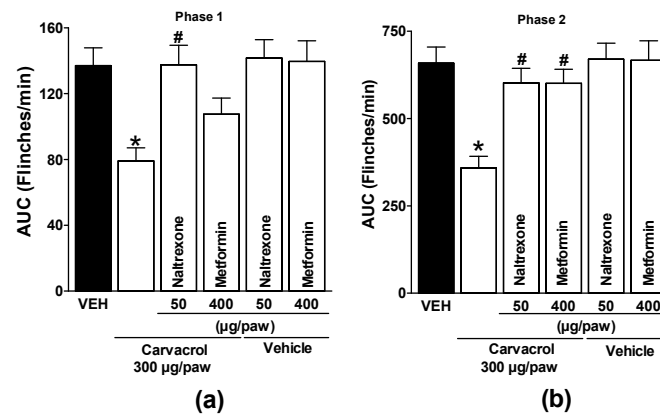 Phase 1
AUC (Flinches/min)
160
120
80
40
0
*
#
Naltrexone
Metformin
Naltrexone
Metformin
VEH
50 400 50 400
(µg/paw)
Carvacrol
300 µg/paw
Vehicle
(a)
Phase 2
AUC (Flinches/min)
750
500
250
0
*
# #
Naltrexone
Metformin
Naltrexone
Metformin
VEH
50 400 50 400
(µg/paw)
Carvacrol
300 µg/paw
Vehicle
(b)